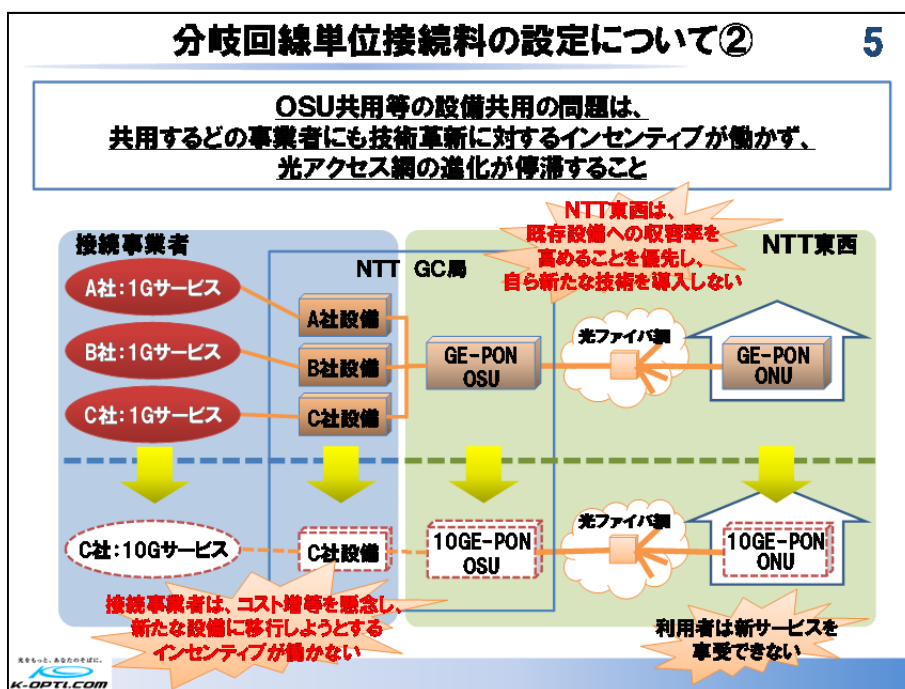 分岐回線単位接続料の設定について②
5
OSU共用等の設備共用の問題は、
共用するどの事業者にも技術革新に対するインセンティブが働かず、
光アクセス網の進化が停滞すること
接続事業者
NTT GC局
NTT東西は、
既存設備への収容率を
高めることを優先し、
自ら新たな技術を導入しない
NTT東西
A社:1Gサービス
B社:1Gサービス
C社:1Gサービス
A社設備
B社設備
C社設備
GE-PON
OSU
光ファイバ網
GE-PON
ONU
C社:10Gサービス
C社設備
10GE-PON
OSU
光ファイバ網
10GE-PON
ONU
接続事業者は、コスト増等を懸念し、
新たな設備に移行しようとする
インセンティブが働かない
利用者は新サービスを
享受できない
光をもっと、あなたのそばに。
K-OPTI.COM